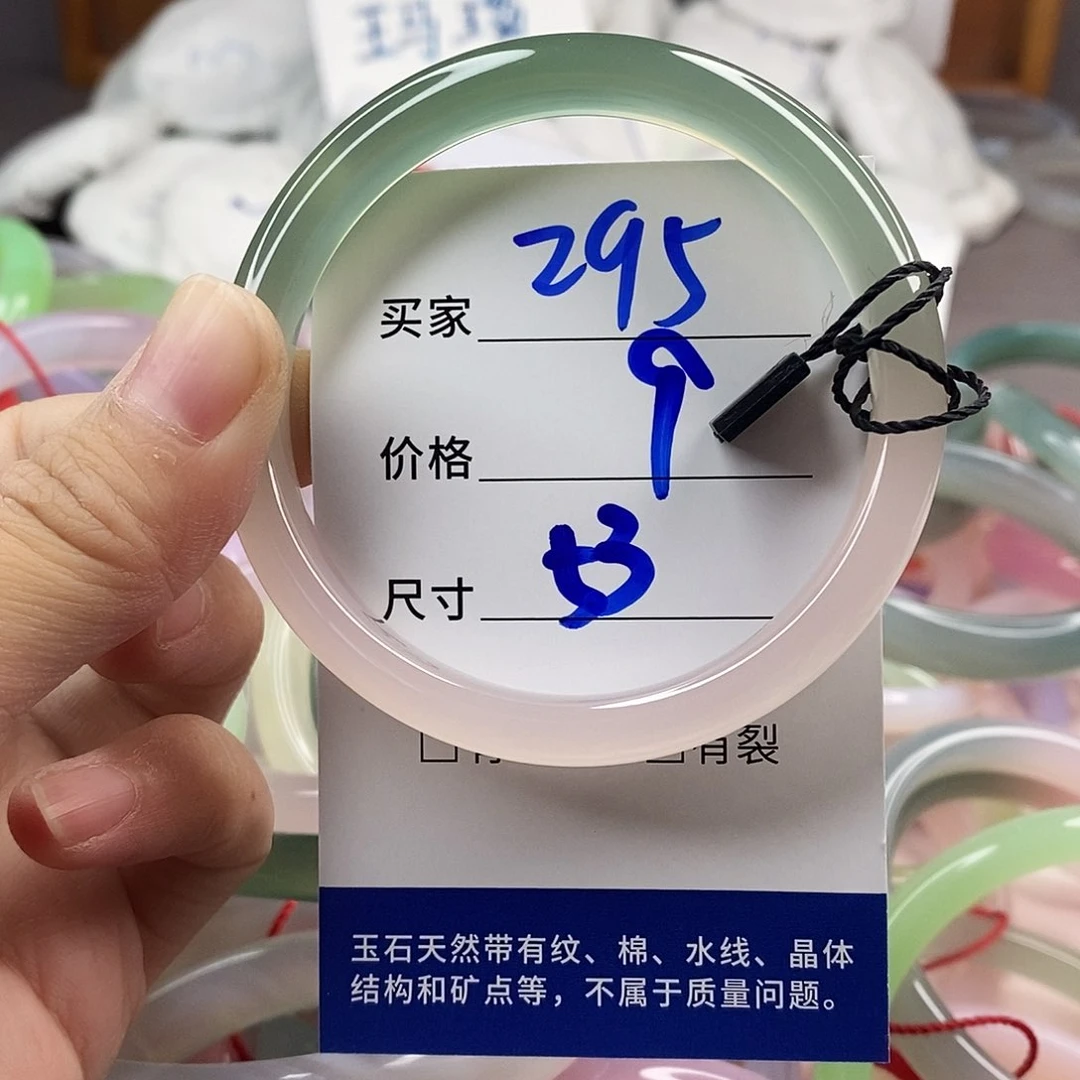 玛瑙
买家 295
价格 9
尺寸
有裂
玉石天然带有纹、棉、水线、晶体
结构和矿点等，不属于质量问题。